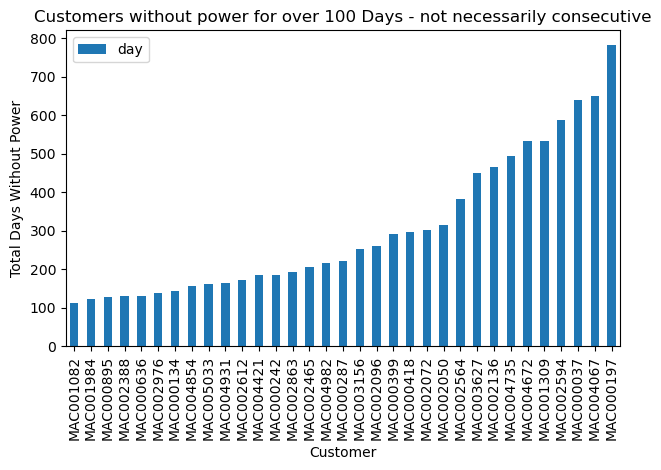 Customers without power for over 100 Days - not necessarily consecutive
day
Total Days Without Power
800
700
600
500
400
300
200
100
0
MAC001082
MAC001984
MAC000895
MAC002388
MAC000636
MAC002976
MAC000134
MAC004854
MAC005033
MAC004931
MAC002612
MAC004421
MAC000242
MAC002863
MAC002465
MAC004982
MAC000287
MAC003156
MAC002096
MAC000399
MAC000418
MAC002072
MAC002050
MAC002564
MAC003627
MAC002136
MAC004735
MAC004672
MAC001309
MAC002594
MAC000037
MAC004067
MAC000197
Customer